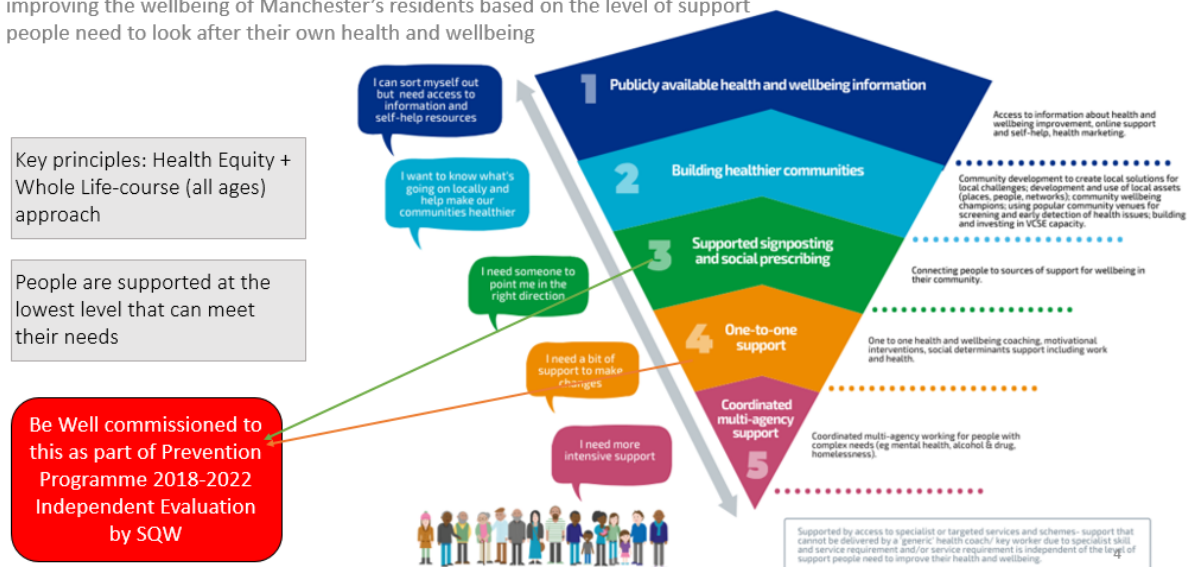 improving the wellbeing of Manchester's residents based on the level of support
people need to look after their own health and wellbeing
Key principles: Health Equity +
Whole Life-course (all ages)
approach
People are supported at the
lowest level that can meet
their needs
Be Well commissioned to
this as part of Prevention
Programme 2018-2022
Independent Evaluation
by SQW
I can sort myself out
but need access to
information and
self-help resources
I want to know what's
going on locally and
help make our
communities healthier
I need someone to
point me in the
right direction
I need a bit of
support to make
changes
I need more
intensive support
1 Publicly available health and wellbeing information
2 Building healthier communities
3 Supported signposting
and social prescribing
4 One-to-one
support
Coordinated
multi-agency
support
5
Access to information about health and
wellbeing improvement, online support
and self-help, health marketing.
Community development to create local solutions for
local challenges; development and use of local assets
(places, people, networks); community wellbeing
champions; using popular community venues for
screening and early detection of health issues; building
and investing in VCSE capacity.
Connecting people to sources of support for wellbeing in
their community.
One to one health and wellbeing coaching, motivational
interventions, social determinants support including work
and health.
Coordinated multi-agency working for people with
complex needs (eg mental health, alcohol & drug,
homelessness).
Supported by access to specialist or targeted services and schemes- support that
cannot be delivered by a 'generic' health coach/ key worker due to specialist skill
and service requirement and/or service requirement is independent of the level of
support people need to improve their health and wellbeing.
4